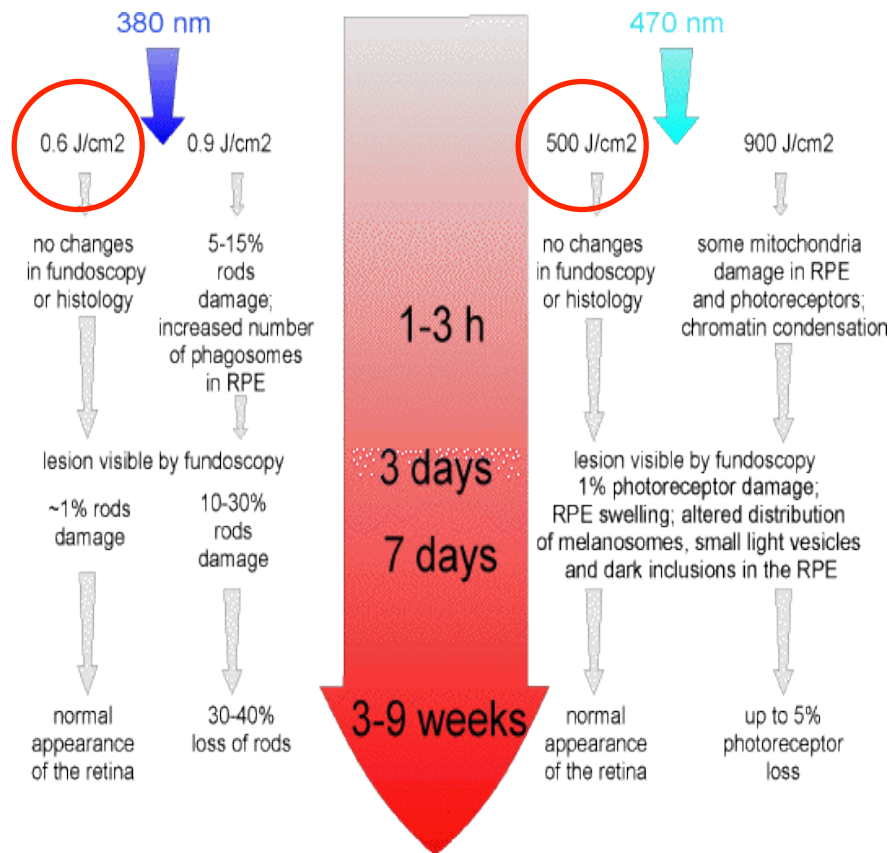 380 nm
470 nm
0.6 J/cm2
0.9 J/cm2
500 J/cm2
900 J/cm2
no changes
in fundoscopy
or histology
5-15%
rods
damage;
increased number
of phagosomes
in RPE
1-3 h
no changes
in fundoscopy
or histology
some mitochondria
damage in RPE
and photoreceptors;
chromatin condensation
lesion visible by fundoscopy
~1% rods
damage
10-30%
rods
damage
3 days
7 days
lesion visible by fundoscopy
1% photoreceptor damage;
RPE swelling; altered distribution
of melanosomes, small light vesicles
and dark inclusions in the RPE
normal
appearance
of the retina
30-40%
loss of rods
3-9 weeks
normal
appearance
of the retina
up to 5%
photoreceptor
loss